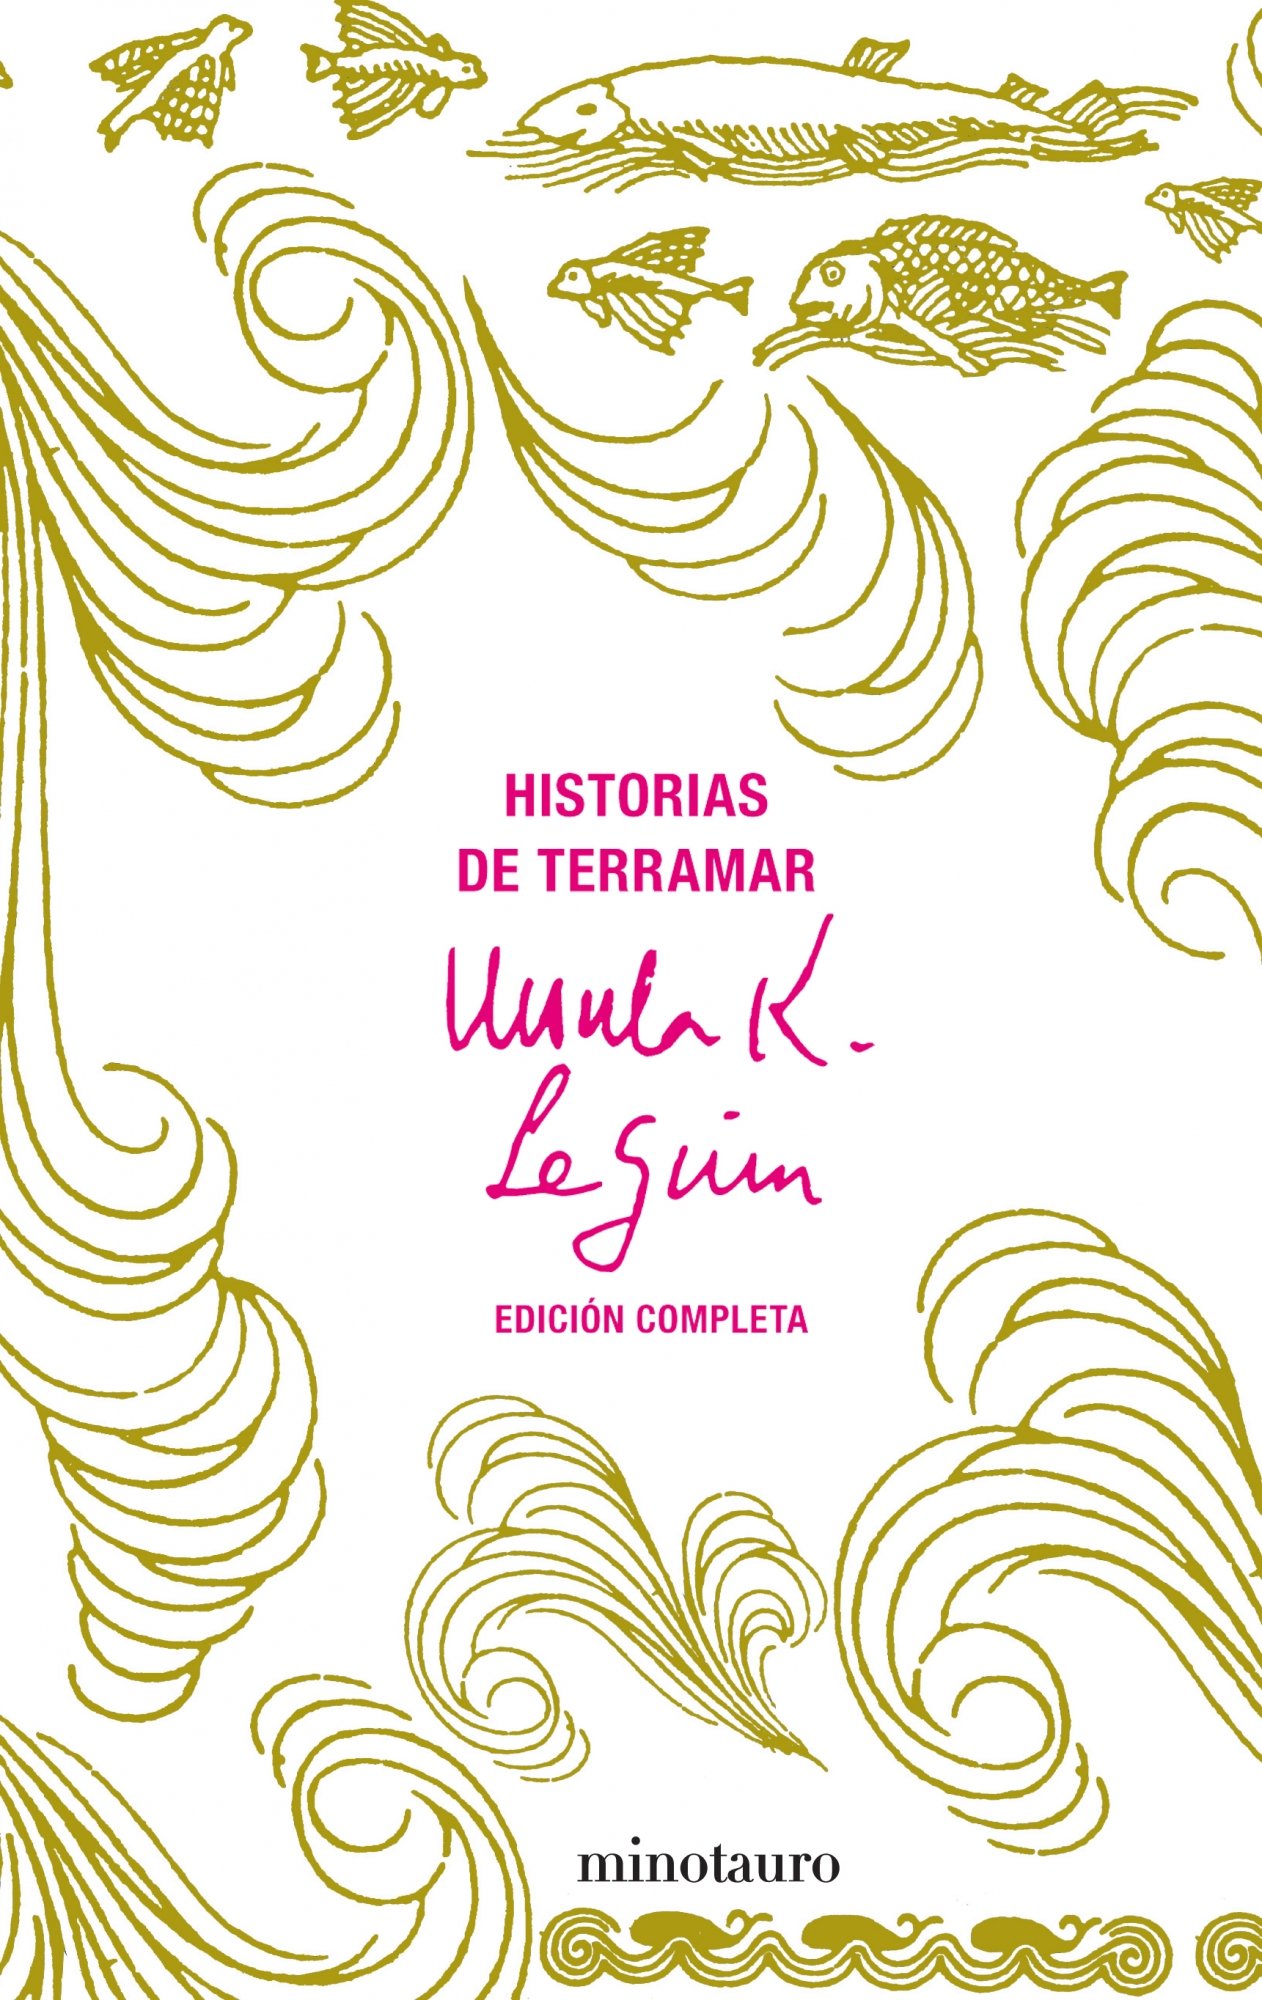 HISTORIAS
DE TERRAMAR
Ursula K.
Le Guin
EDICIÓN COMPLETA
minotauro